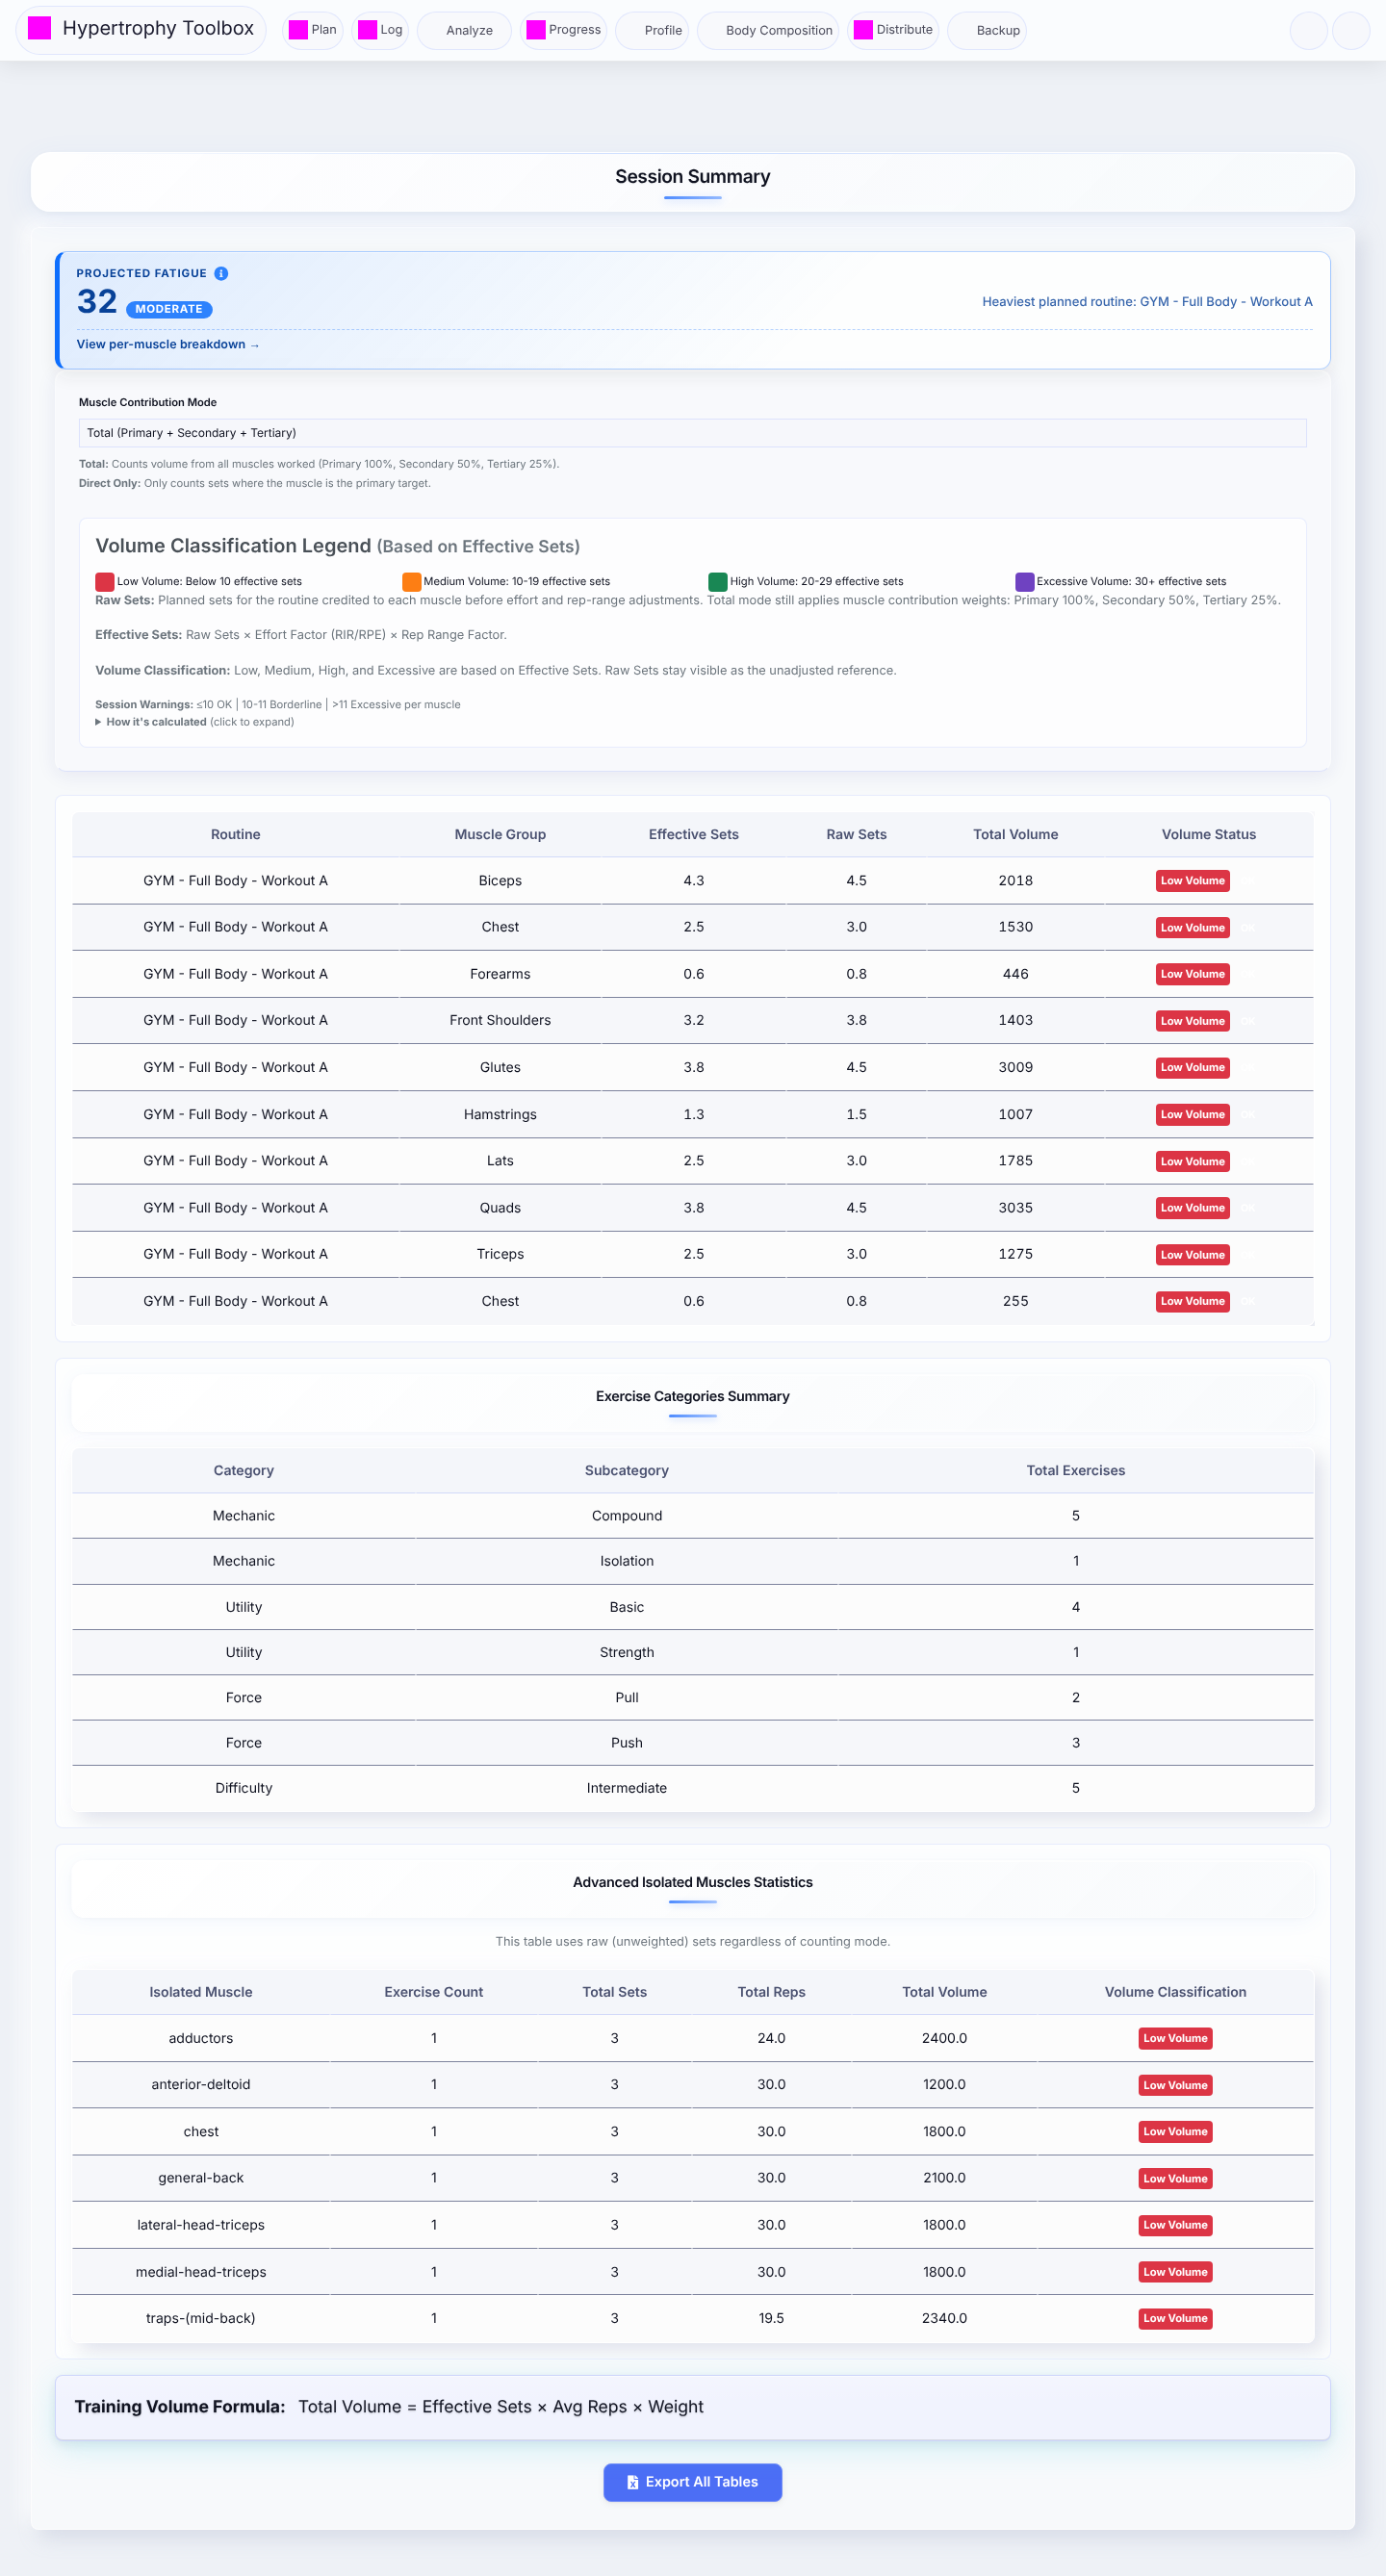 Hypertrophy Toolbox
Plan
Log
Analyze
Progress
Profile
Body Composition
Distribute
Backup
Session Summary
PROJECTED FATIGUE
32 MODERATE
Heaviest planned routine: GYM - Full Body - Workout A
View per-muscle breakdown →
Muscle Contribution Mode
Total (Primary + Secondary + Tertiary)
Total: Counts volume from all muscles worked (Primary 100%, Secondary 50%, Tertiary 25%).
Direct Only: Only counts sets where the muscle is the primary target.
Volume Classification Legend (Based on Effective Sets)
Low Volume: Below 10 effective sets
Medium Volume: 10-19 effective sets
High Volume: 20-29 effective sets
Excessive Volume: 30+ effective sets
Raw Sets: Planned sets for the routine credited to each muscle before effort and rep-range adjustments. Total mode still applies muscle contribution weights: Primary 100%, Secondary 50%, Tertiary 25%.
Effective Sets: Raw Sets × Effort Factor (RIR/RPE) × Rep Range Factor.
Volume Classification: Low, Medium, High, and Excessive are based on Effective Sets. Raw Sets stay visible as the unadjusted reference.
Session Warnings: ≤10 OK | 10-11 Borderline | >11 Excessive per muscle
▶ How it's calculated (click to expand)
Routine Muscle Group Effective Sets Raw Sets Total Volume Volume Status
GYM - Full Body - Workout A Biceps 4.3 4.5 2018 Low Volume
GYM - Full Body - Workout A Chest 2.5 3.0 1530 Low Volume OK
GYM - Full Body - Workout A Forearms 0.6 0.8 446 Low Volume
GYM - Full Body - Workout A Front Shoulders 3.2 3.8 1403 Low Volume OK
GYM - Full Body - Workout A Glutes 3.8 4.5 3009 Low Volume
GYM - Full Body - Workout A Hamstrings 1.3 1.5 1007 Low Volume OK
GYM - Full Body - Workout A Lats 2.5 3.0 1785 Low Volume
GYM - Full Body - Workout A Quads 3.8 4.5 3035 Low Volume OK
GYM - Full Body - Workout A Triceps 2.5 3.0 1275 Low Volume
GYM - Full Body - Workout A Chest 0.6 0.8 255 Low Volume OK
Exercise Categories Summary
Category Subcategory Total Exercises
Mechanic Compound 5
Mechanic Isolation 1
Utility Basic 4
Utility Strength 1
Force Pull 2
Force Push 3
Difficulty Intermediate 5
Advanced Isolated Muscles Statistics
This table uses raw (unweighted) sets regardless of counting mode.
Isolated Muscle Exercise Count Total Sets Total Reps Total Volume Volume Classification
adductors 1 3 24.0 2400.0 Low Volume
anterior-deltoid 1 3 30.0 1200.0 Low Volume
chest 1 3 30.0 1800.0 Low Volume
general-back 1 3 30.0 2100.0 Low Volume
lateral-head-triceps 1 3 30.0 1800.0 Low Volume
medial-head-triceps 1 3 30.0 1800.0 Low Volume
traps-(mid-back) 1 3 19.5 2340.0 Low Volume
Training Volume Formula: Total Volume = Effective Sets × Avg Reps × Weight
Export All Tables